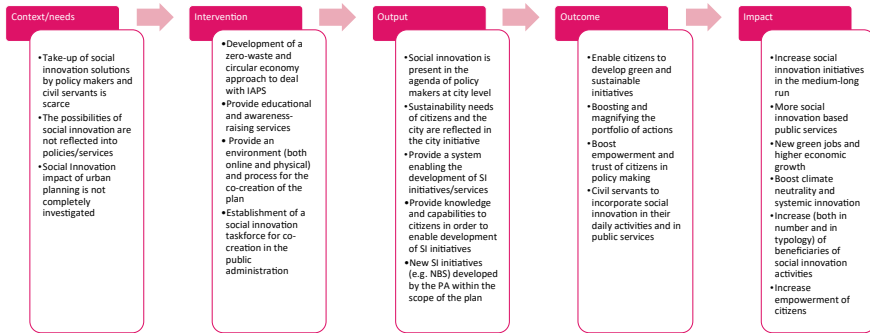 Context/needs
•Take-up of social
innovation solutions
by policy makers and
civil servants is
scarce
•The possibilities of
social innovation are
not reflected into
policies/services
•Social Innovation
impact of urban
planning is not
completely
investigated
Intervention
•Development of a
zero-waste and
circular economy
approach to deal
with IAPS
•Provide educational
and awareness-
raising services
• Provide an
environment (both
online and physical)
and process for the
co-creation of the
plan
•Establishment of a
social innovation
taskforce for co-
creation in the
public
administration
Output
•Social innovation is
present in the
agenda of policy
makers at city level
•Sustainability needs
of citizens and the
city are reflected in
the city initiative
•Provide a system
enabling the
development of SI
initiatives/services
•Provide knowledge
and capabilities to
citizens in order to
enable development
of SI initiatives
•New SI initiatives
(e.g. NBS) developed
by the PA within the
scope of the plan
Outcome
•Enable citizens to
develop green and
sustainable
initiatives
•Boosting and
magnifying the
portfolio of actions
•Boost
empowerment and
trust of citizens in
policy making
•Civil servants to
incorporate social
innovation in their
daily activities and in
public services
Impact
•Increase social
innovation initiatives
in the medium-long
run
•More social
innovation based
public services
•New green jobs and
higher economic
growth
•Boost climate
neutrality and
systemic innovation
•Increase (both in
number and in
typology) of
beneficiaries of
social innovation
activities
•Increase
empowerment of
citizens